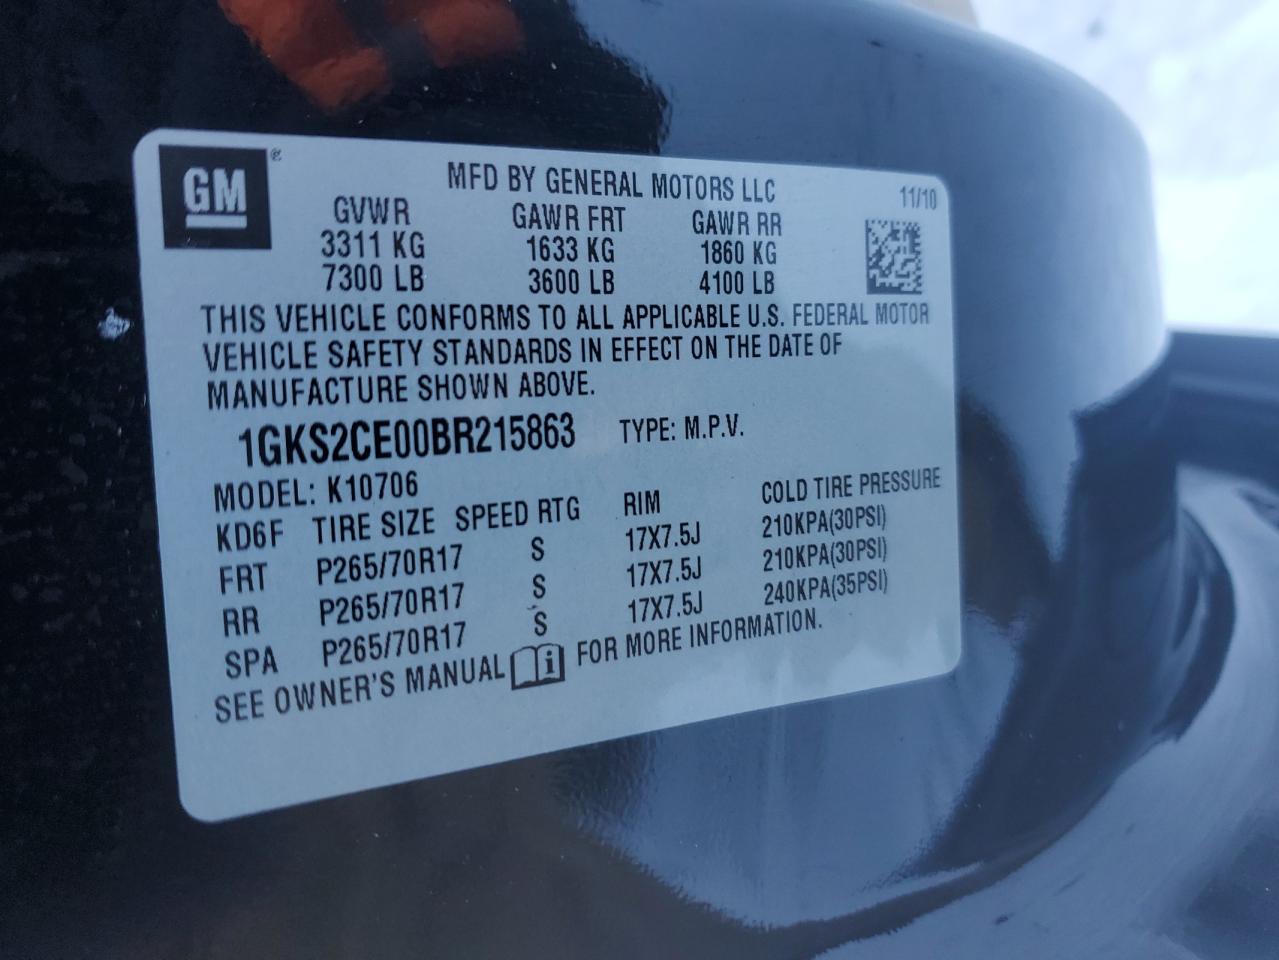 GM ®
MFD BY GENERAL MOTORS LLC 11/10
GVWR GAWR FRT GAWR RR
3311 KG 1633 KG 1860 KG
7300 LB 3600 LB 4100 LB
THIS VEHICLE CONFORMS TO ALL APPLICABLE U.S. FEDERAL MOTOR
VEHICLE SAFETY STANDARDS IN EFFECT ON THE DATE OF
MANUFACTURE SHOWN ABOVE.
1GKS2CE00BR215863 TYPE: M.P.V.
MODEL: K10706
KD6F TIRE SIZE SPEED RTG RIM COLD TIRE PRESSURE
FRT P265/70R17 S 17X7.5J 210KPA(30PSI)
RR P265/70R17 S 17X7.5J 210KPA(30PSI)
SPA P265/70R17 S 17X7.5J 240KPA(35PSI)
SEE OWNER'S MANUAL FOR MORE INFORMATION.